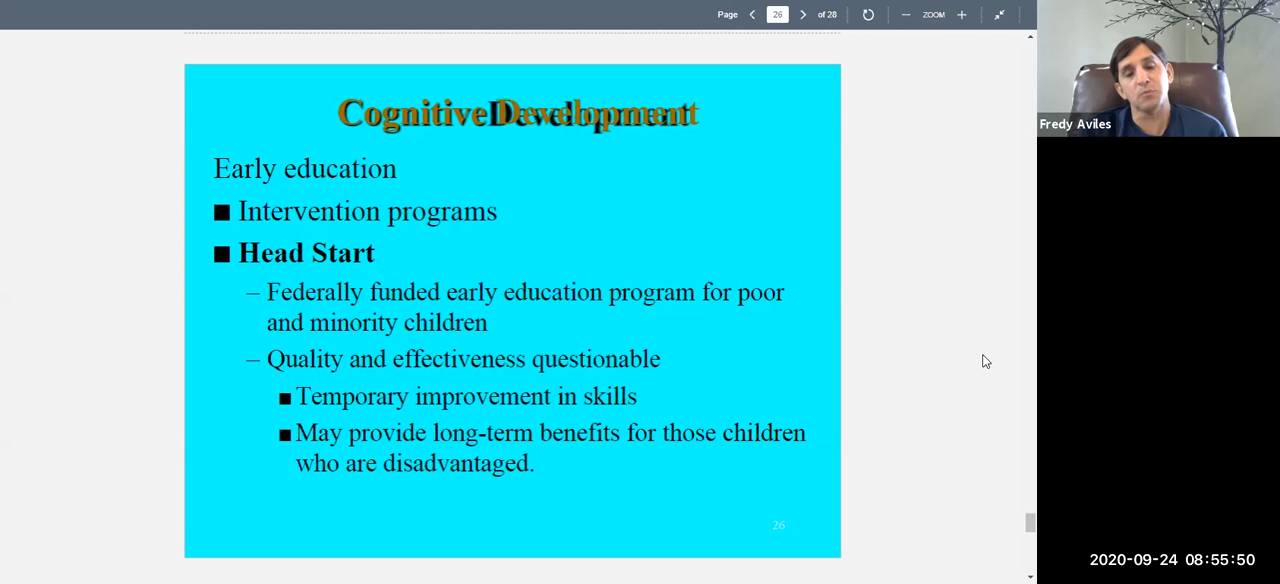 Page 26 of 28 ZOOM
Fredy Aviles
Cognitive Development
Early education
■ Intervention programs
■ Head Start
– Federally funded early education program for poor
and minority children
– Quality and effectiveness questionable
■ Temporary improvement in skills
■ May provide long-term benefits for those children
who are disadvantaged.
26
2020-09-24 08:55:50